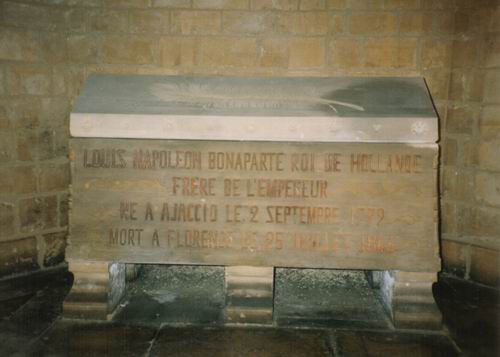 LOUIS NAPOLEON BONAPARTE ROI DE HOLLANDE
FRERE DE L'EMPEREUR
NE A AJACCIO LE 2 SEPTEMBRE
MORT A FLORENCE LE 25 JUILLET